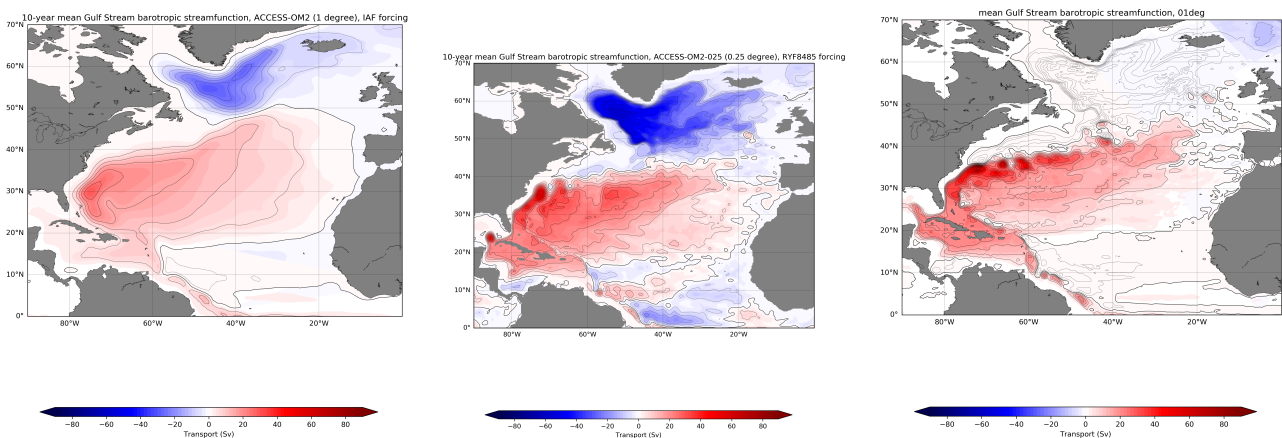 10-year mean Gulf Stream barotropic streamfunction, ACCESS-OM2 (1 degree), IAF forcing
70°N
60°N
50°N
40°N
30°N
20°N
10°N
0°
80°W 60°W 40°W 20°W
−80 −60 −40 −20 0 20 40 60 80
Transport (Sv)
10-year mean Gulf Stream barotropic streamfunction, ACCESS-OM2-025 (0.25 degree), RYF8485 forcing
70°N
60°N
50°N
40°N
30°N
20°N
10°N
0°
80°W 60°W 40°W 20°W
−80 −60 −40 −20 0 20 40 60 80
Transport (Sv)
mean Gulf Stream barotropic streamfunction, 01deg
70°N
60°N
50°N
40°N
30°N
20°N
10°N
0°
80°W 60°W 40°W 20°W
−80 −60 −40 −20 0 20 40 60 80
Transport (Sv)